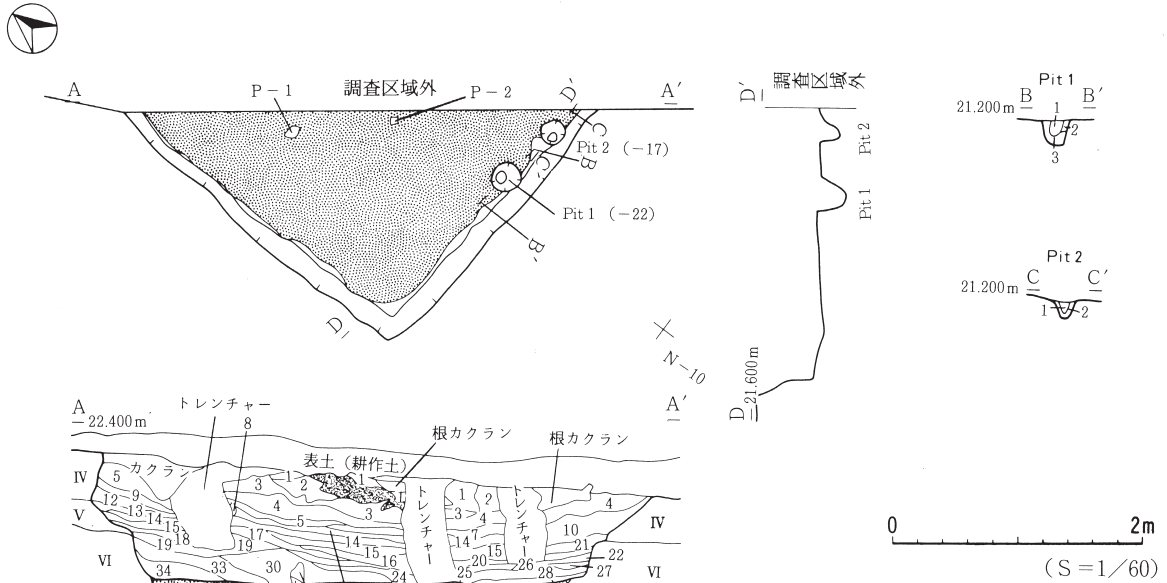 A
P-1
調査区域外
P-2
D′
A′
C
Pit 2 (-17)
B
C′
Pit 1 (-22)
B′
D
N-10
D′
調査区域外
Pit 2
Pit 1
D
21.600m
Pit 1
21.200m
B
B′
1
2
3
Pit 2
21.200m
C
C′
1
2
A
22.400m
トレンチャー
8
根カクラン
根カクラン
A′
表土(耕作土)
カクラン
IV
V
VI
5
12
9
13
14
15
18
19
34
33
19
17
30
3
1
2
1
4
3
5
14
15
16
24
トレンチャー
1
2
3
4
7
14
15
20
25
トレンチャー
26
28
4
10
21
22
27
IV
VI
0
2m
(S=1/60)